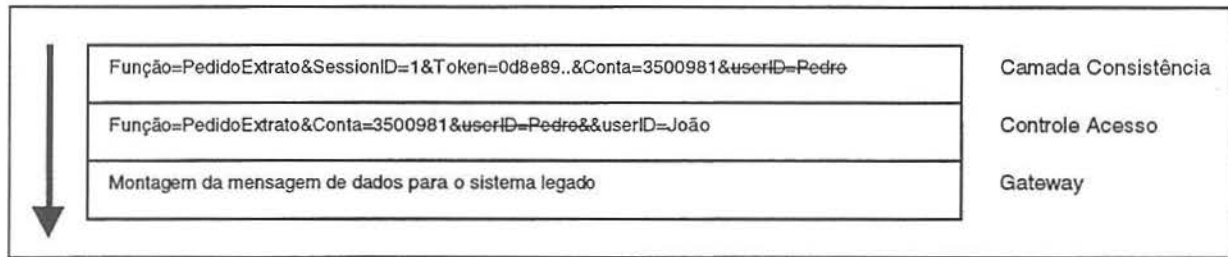 Função=PedidoExtrato&SessionID=1&Token=0d8e89..&Conta=3500981&userID=Pedro Camada Consistência
Função=PedidoExtrato&Conta=3500981&userID=Pedro&&userID=João Controle Acesso
Montagem da mensagem de dados para o sistema legado Gateway